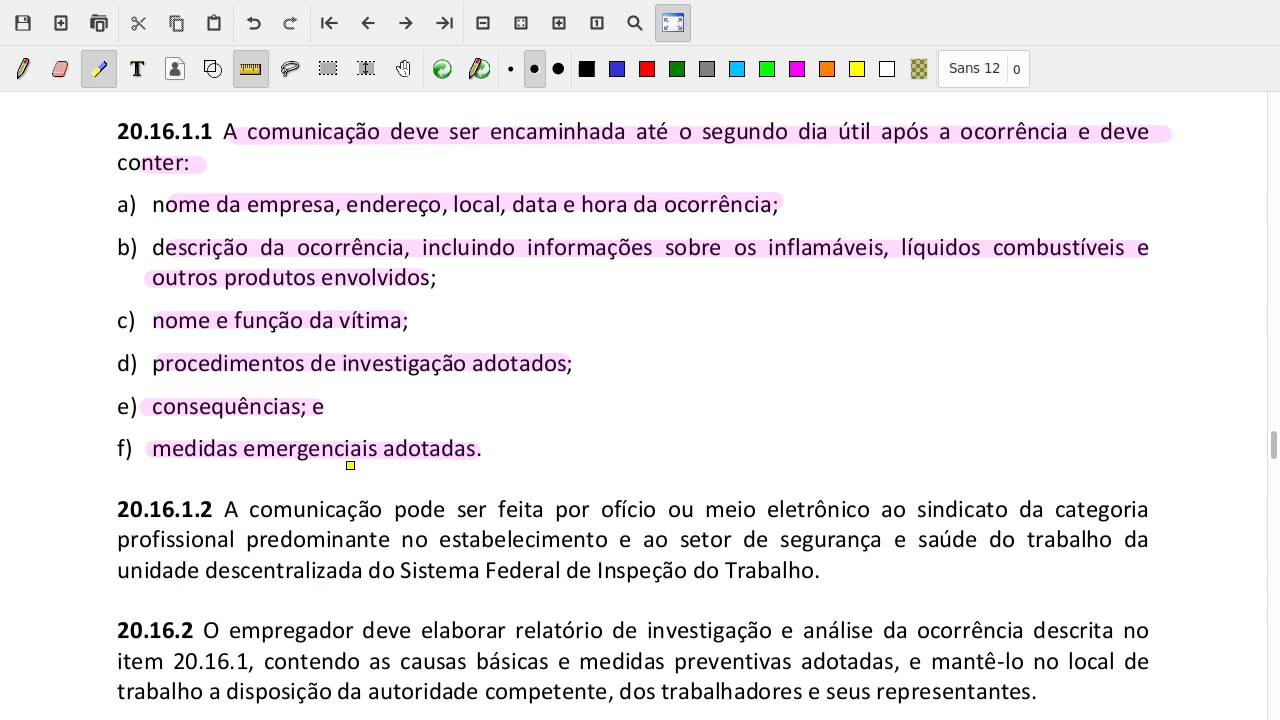 Sans 12 0
20.16.1.1 A comunicação deve ser encaminhada até o segundo dia útil após a ocorrência e deve
conter:
a) nome da empresa, endereço, local, data e hora da ocorrência;
b) descrição da ocorrência, incluindo informações sobre os inflamáveis, líquidos combustíveis e
outros produtos envolvidos;
c) nome e função da vítima;
d) procedimentos de investigação adotados;
e) consequências; e
f) medidas emergenciais adotadas.
20.16.1.2 A comunicação pode ser feita por ofício ou meio eletrônico ao sindicato da categoria
profissional predominante no estabelecimento e ao setor de segurança e saúde do trabalho da
unidade descentralizada do Sistema Federal de Inspeção do Trabalho.
20.16.2 O empregador deve elaborar relatório de investigação e análise da ocorrência descrita no
item 20.16.1, contendo as causas básicas e medidas preventivas adotadas, e mantê-lo no local de
trabalho a disposição da autoridade competente, dos trabalhadores e seus representantes.